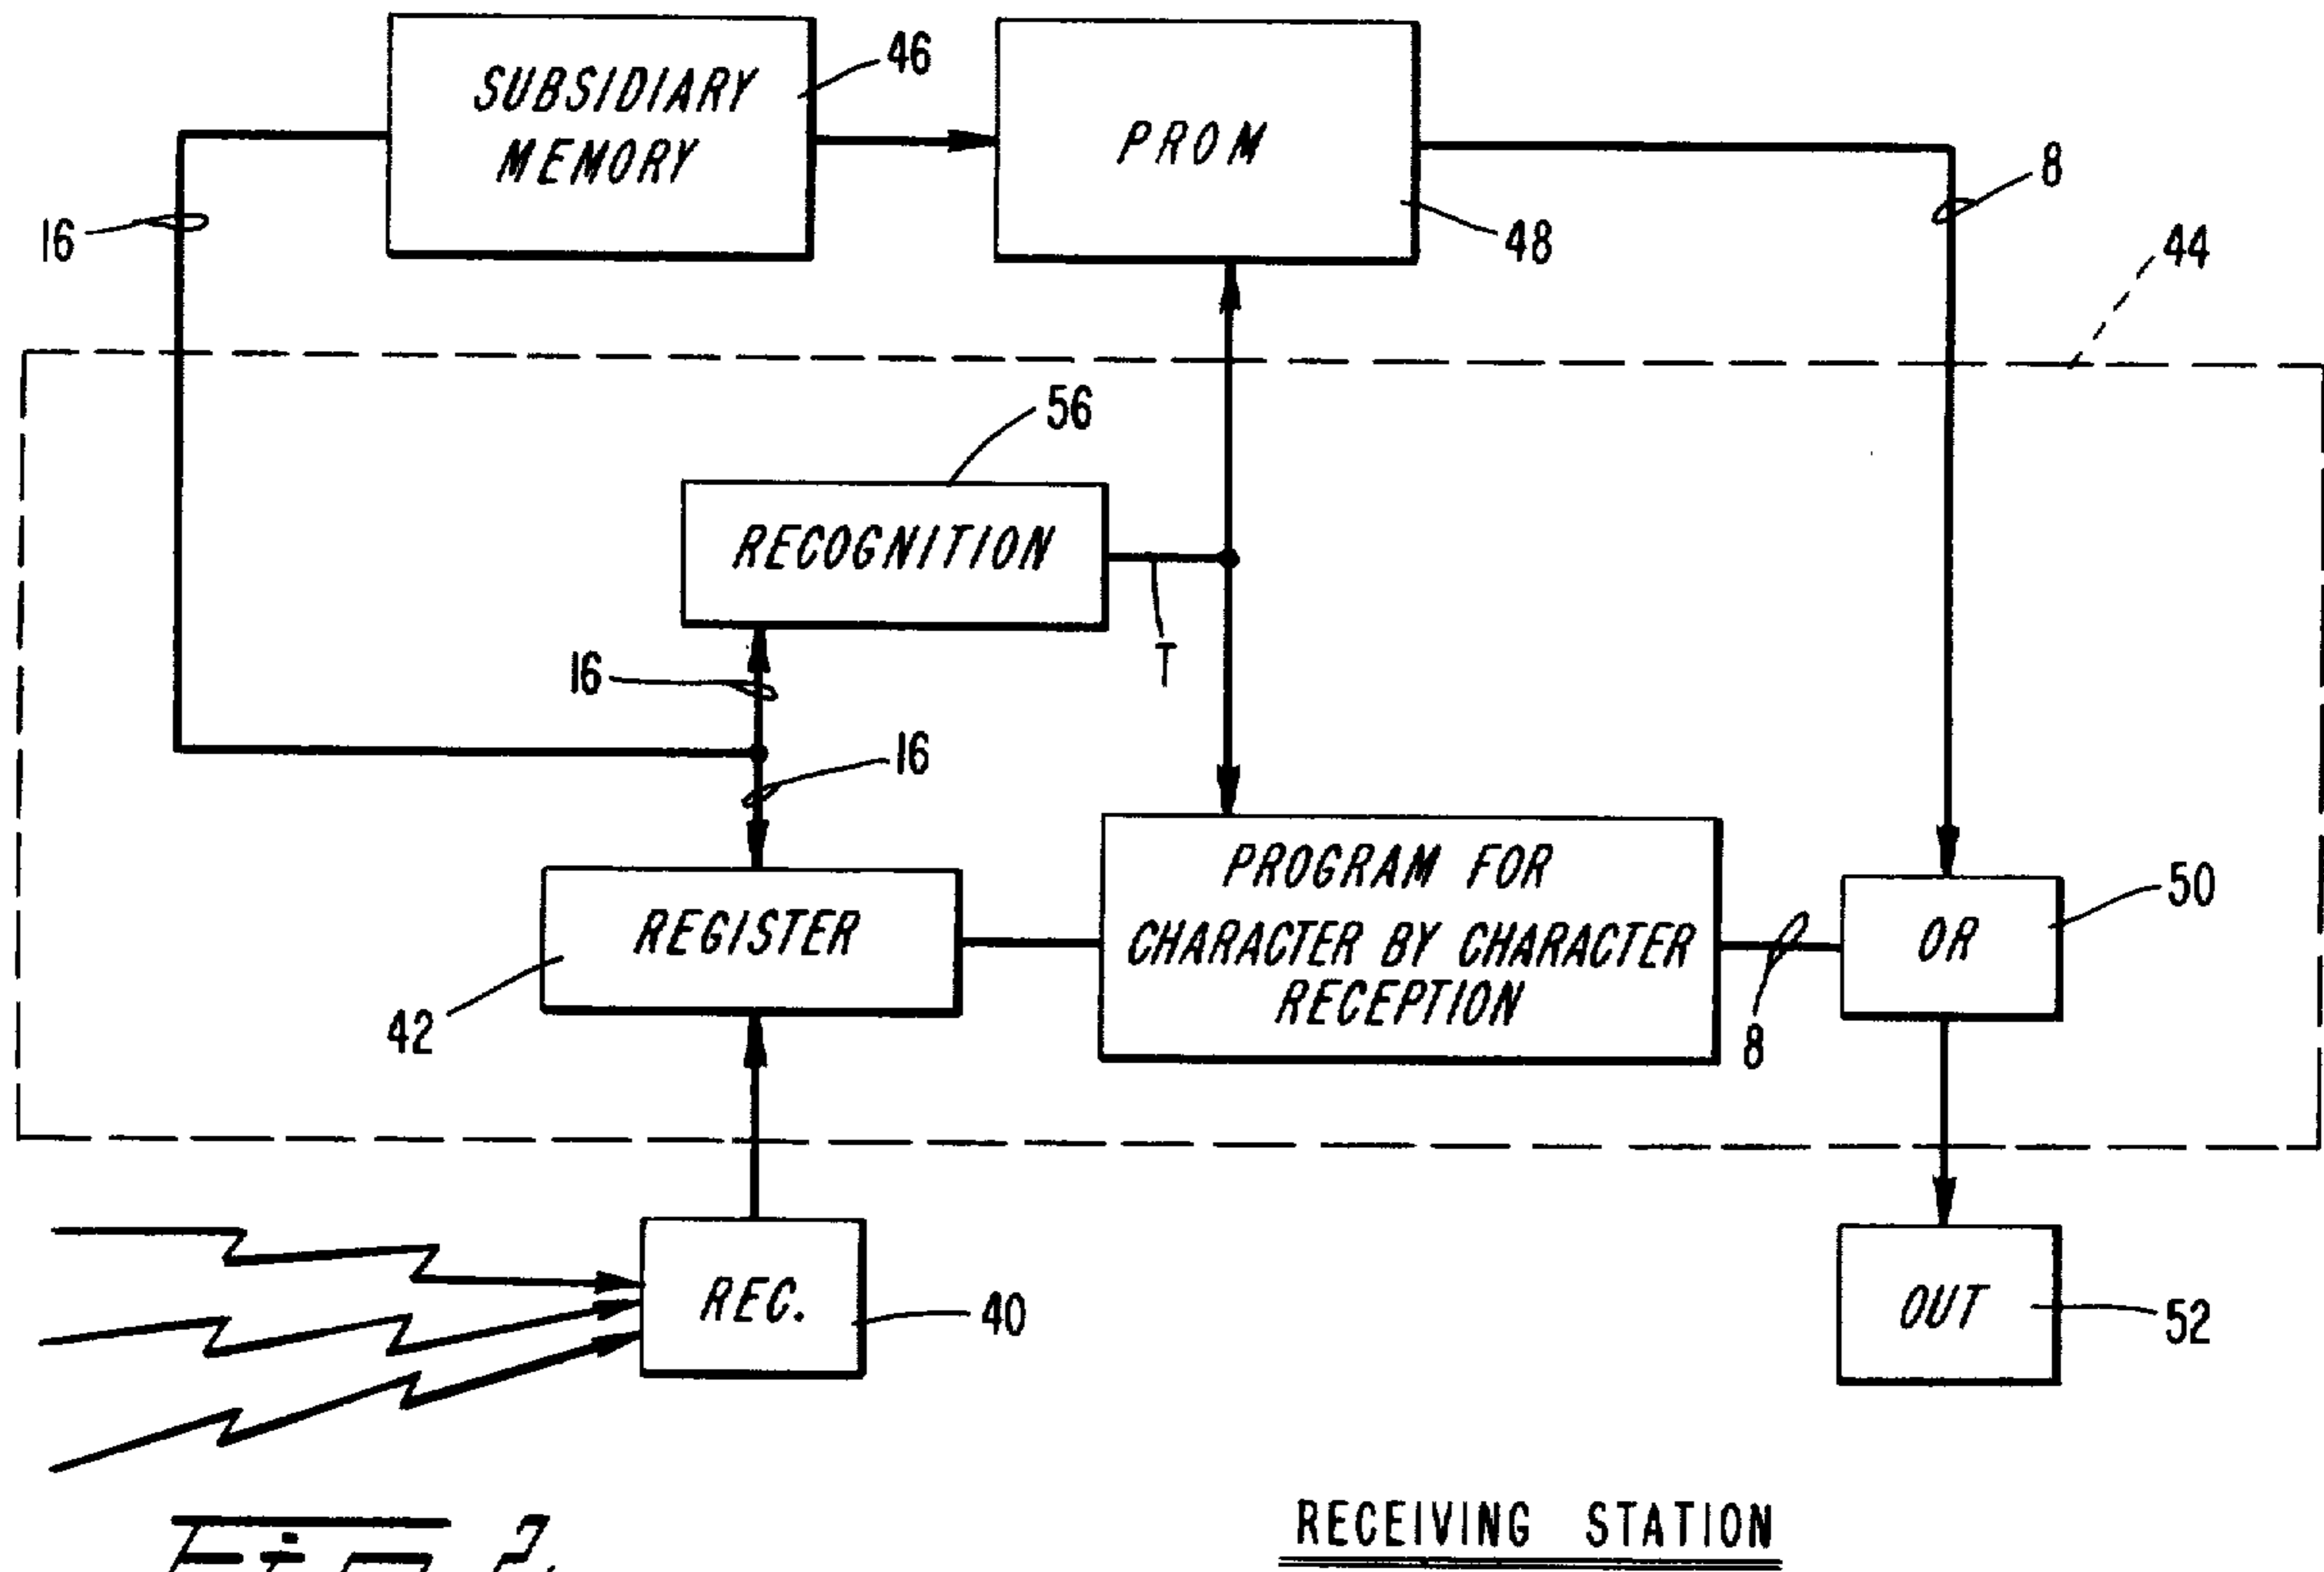 SUBSIDIARY
MEMORY
46
PROM
48
8
16
44
56
RECOGNITION
T
16
16
REGISTER
42
PROGRAM FOR
CHARACTER BY CHARACTER
RECEPTION
8
OR
50
REC.
40
OUT
52
RECEIVING STATION